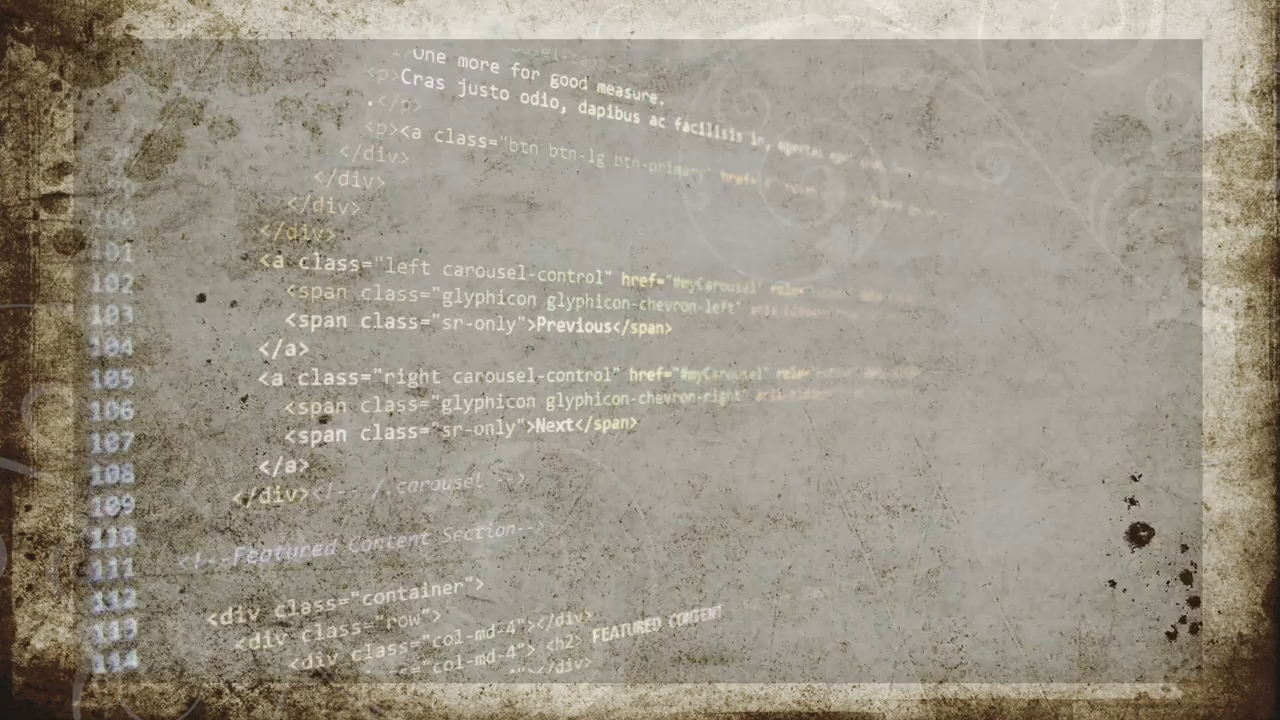 One more for good measure.
<p>Cras justo odio, dapibus ac facilisis in,
.</p>
<p><a class="btn btn-lg btn-primary" href=
</div>
</div>
</div>
100 </div>
101 <a class="left carousel-control" href="#myCarousel" role=
102 <span class="glyphicon glyphicon-chevron-left"
103 <span class="sr-only">Previous</span>
104 </a>
105 <a class="right carousel-control" href="#myCarousel" role=
106 <span class="glyphicon glyphicon-chevron-right"
107 <span class="sr-only">Next</span>
108 </a>
109 </div><!-- /.carousel -->
110
111 <!--Featured Content Section-->
112 <div class="container">
113 <div class="row">
114 <div class="col-md-4"></div>
="col-md-4"> <h2> FEATURED CONTENT
"></div>